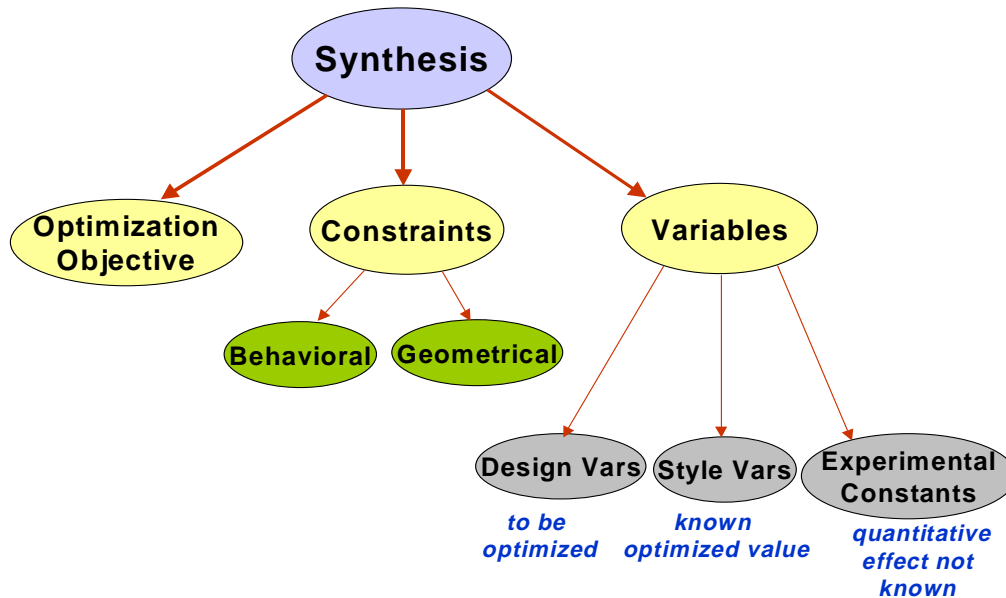 Synthesis
Optimization
Objective
Constraints
Variables
Behavioral
Geometrical
Design Vars
Style Vars
Experimental
Constants
to be
optimized
known
optimized value
quantitative
effect not
known